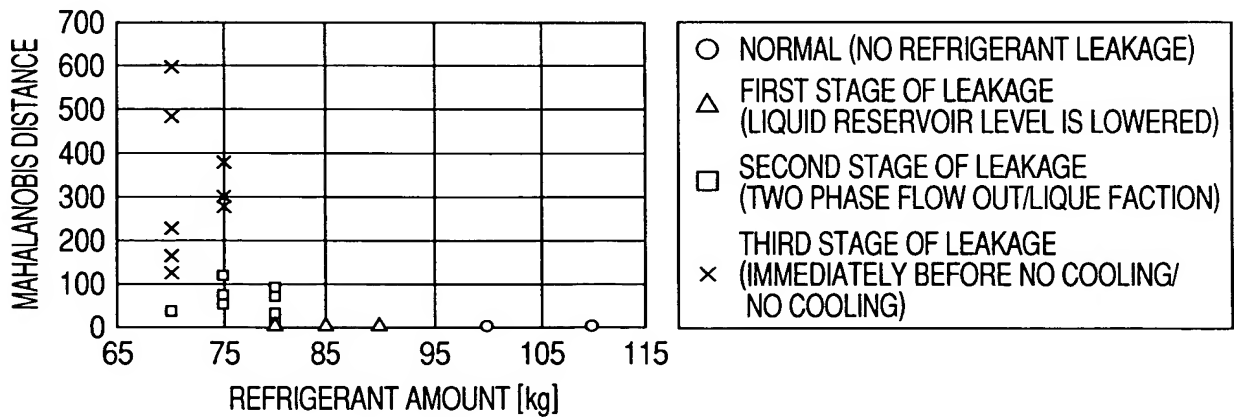 MAHALANOBIS DISTANCE
700
600
500
400
300
200
100
0
65
75
85
95
105
115
REFRIGERANT AMOUNT [kg]
NORMAL (NO REFRIGERANT LEAKAGE)
FIRST STAGE OF LEAKAGE
(LIQUID RESERVOIR LEVEL IS LOWERED)
SECOND STAGE OF LEAKAGE
(TWO PHASE FLOW OUT/LIQUE FACTION)
THIRD STAGE OF LEAKAGE
(IMMEDIATELY BEFORE NO COOLING/
NO COOLING)